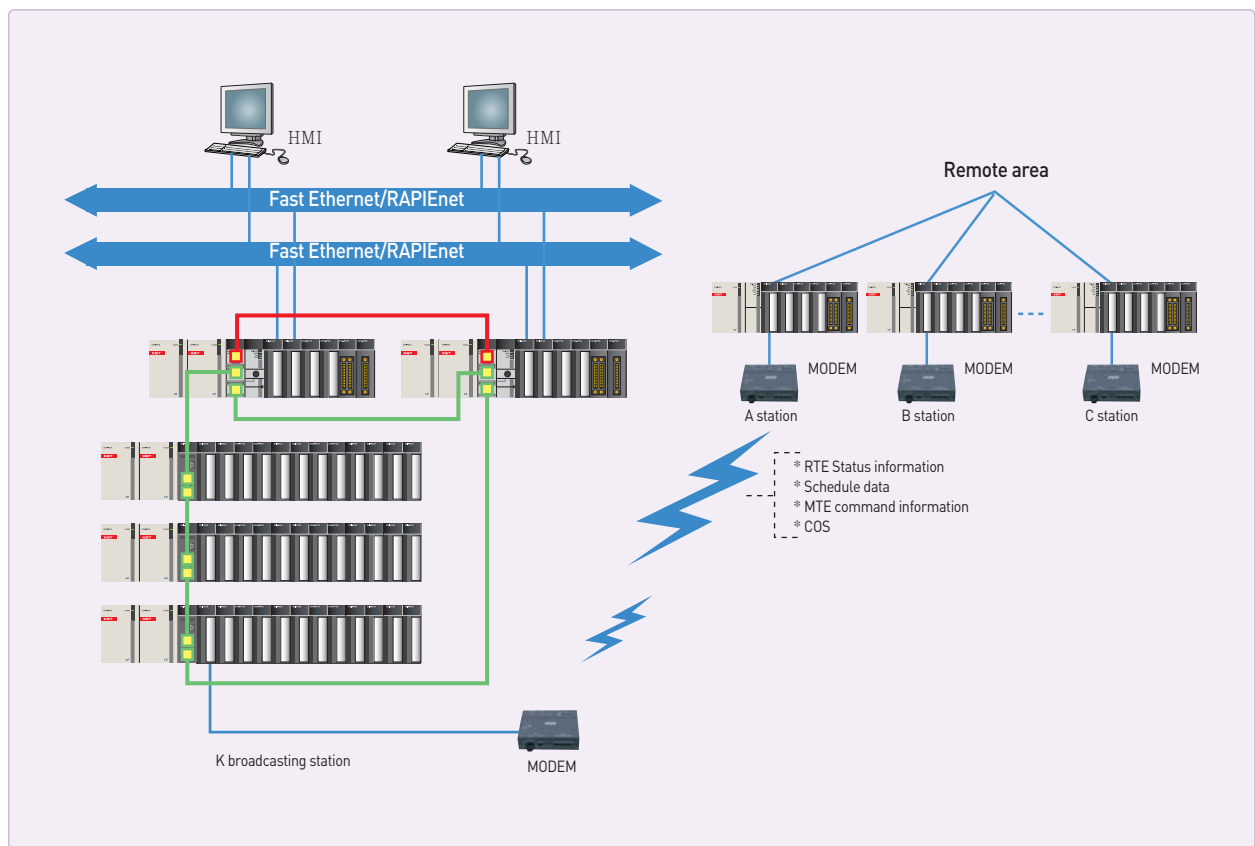 HMI
HMI
Fast Ethernet/RAPIEnet
Fast Ethernet/RAPIEnet
Remote area
MODEM
MODEM
MODEM
A station
B station
C station
* RTE Status information
* Schedule data
* MTE command information
* COS
K broadcasting station
MODEM